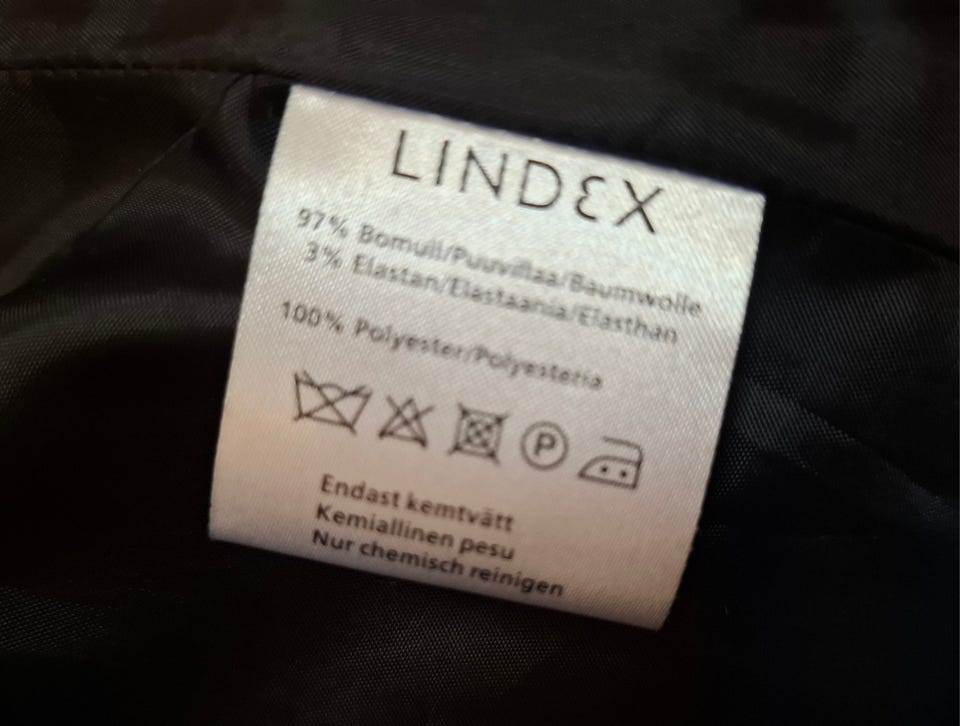 LINDEX
97% Bomull/Puuvillaa/Baumwolle
3% Elastan/Elastaania/Elasthan
100% Polyester/Polyesteria
P
Endast kemtvätt
Kemiallinen pesu
Nur chemisch reinigen